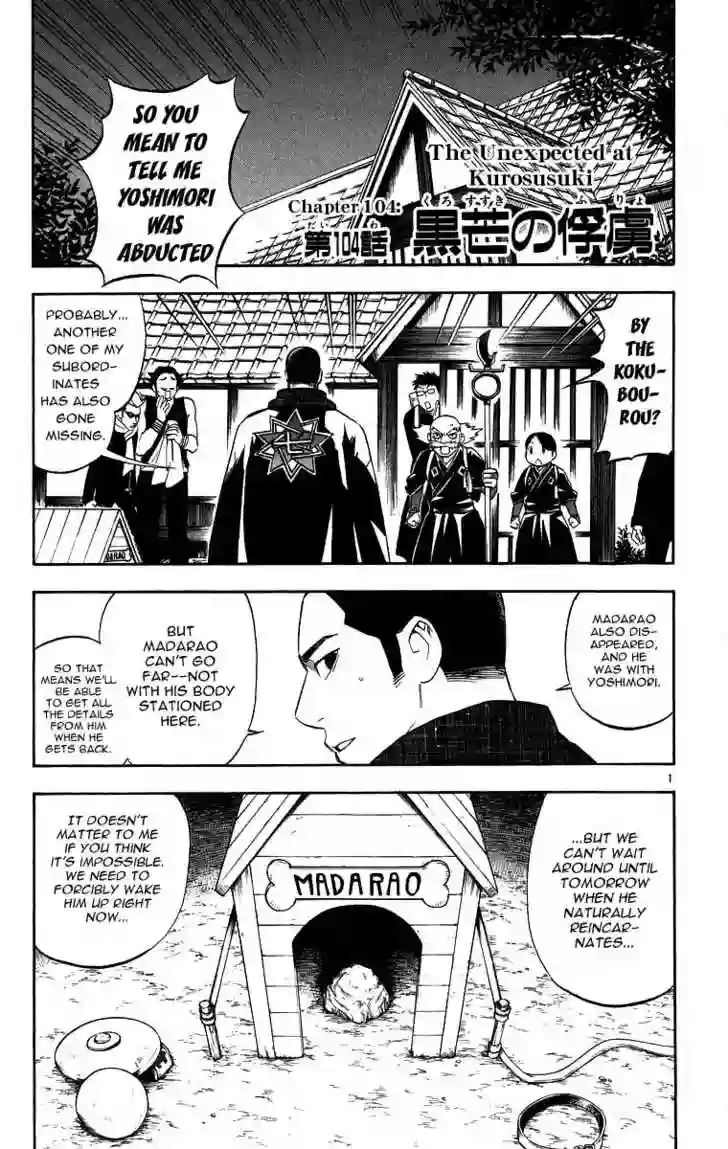 SO YOU
MEAN TO
TELL ME
YOSHIMORI
WAS
ABDUCTED
The Unexpected at
Kurosusuki
Chapter 104:
だい わ
第104話
くろ すすき ふ りょ
黒芒の俘虜
BY
THE
KOKU-
BOU-
ROU?
PROBABLY...
ANOTHER
ONE OF MY
SUBORD-
INATES
HAS ALSO
GONE
MISSING.
MADARAO
MADARAO
ALSO DIS-
APPEARED,
AND HE
WAS WITH
YOSHIMORI.
BUT
MADARAO
CAN'T GO
FAR--NOT
WITH HIS BODY
STATIONED
HERE.
SO THAT
MEANS WE'LL
BE ABLE
TO GET ALL
THE DETAILS
FROM HIM
WHEN HE
GETS BACK.
1
...BUT WE
CAN'T WAIT
AROUND UNTIL
TOMORROW
WHEN HE
NATURALLY
REINCAR-
NATES...
MADARAO
IT DOESN'T
MATTER TO ME
IF YOU THINK
IT'S IMPOSSIBLE.
WE NEED TO
FORCIBLY WAKE
HIM UP RIGHT
NOW...